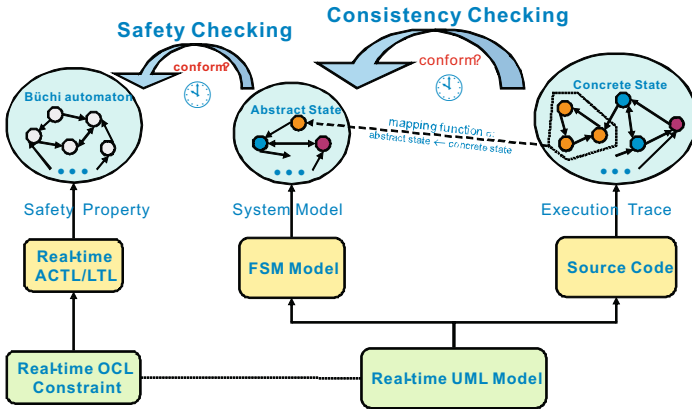 Safety Checking
Consistency Checking
conform?
conform?
Büchi automaton
Abstract State
Concrete State
mapping function
abstract state ← concrete state
Safety Property
System Model
Execution Trace
Real-time
ACTL/LTL
FSM Model
Source Code
Real-time OCL
Constraint
Real-time UML Model